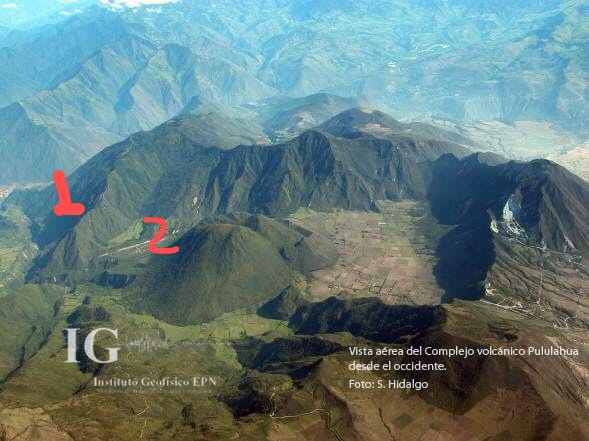 1
2
IG
Instituto Geofísico EPN
Vista aérea del Complejo volcánico Pululahua
desde el occidente.
Foto: S. Hidalgo